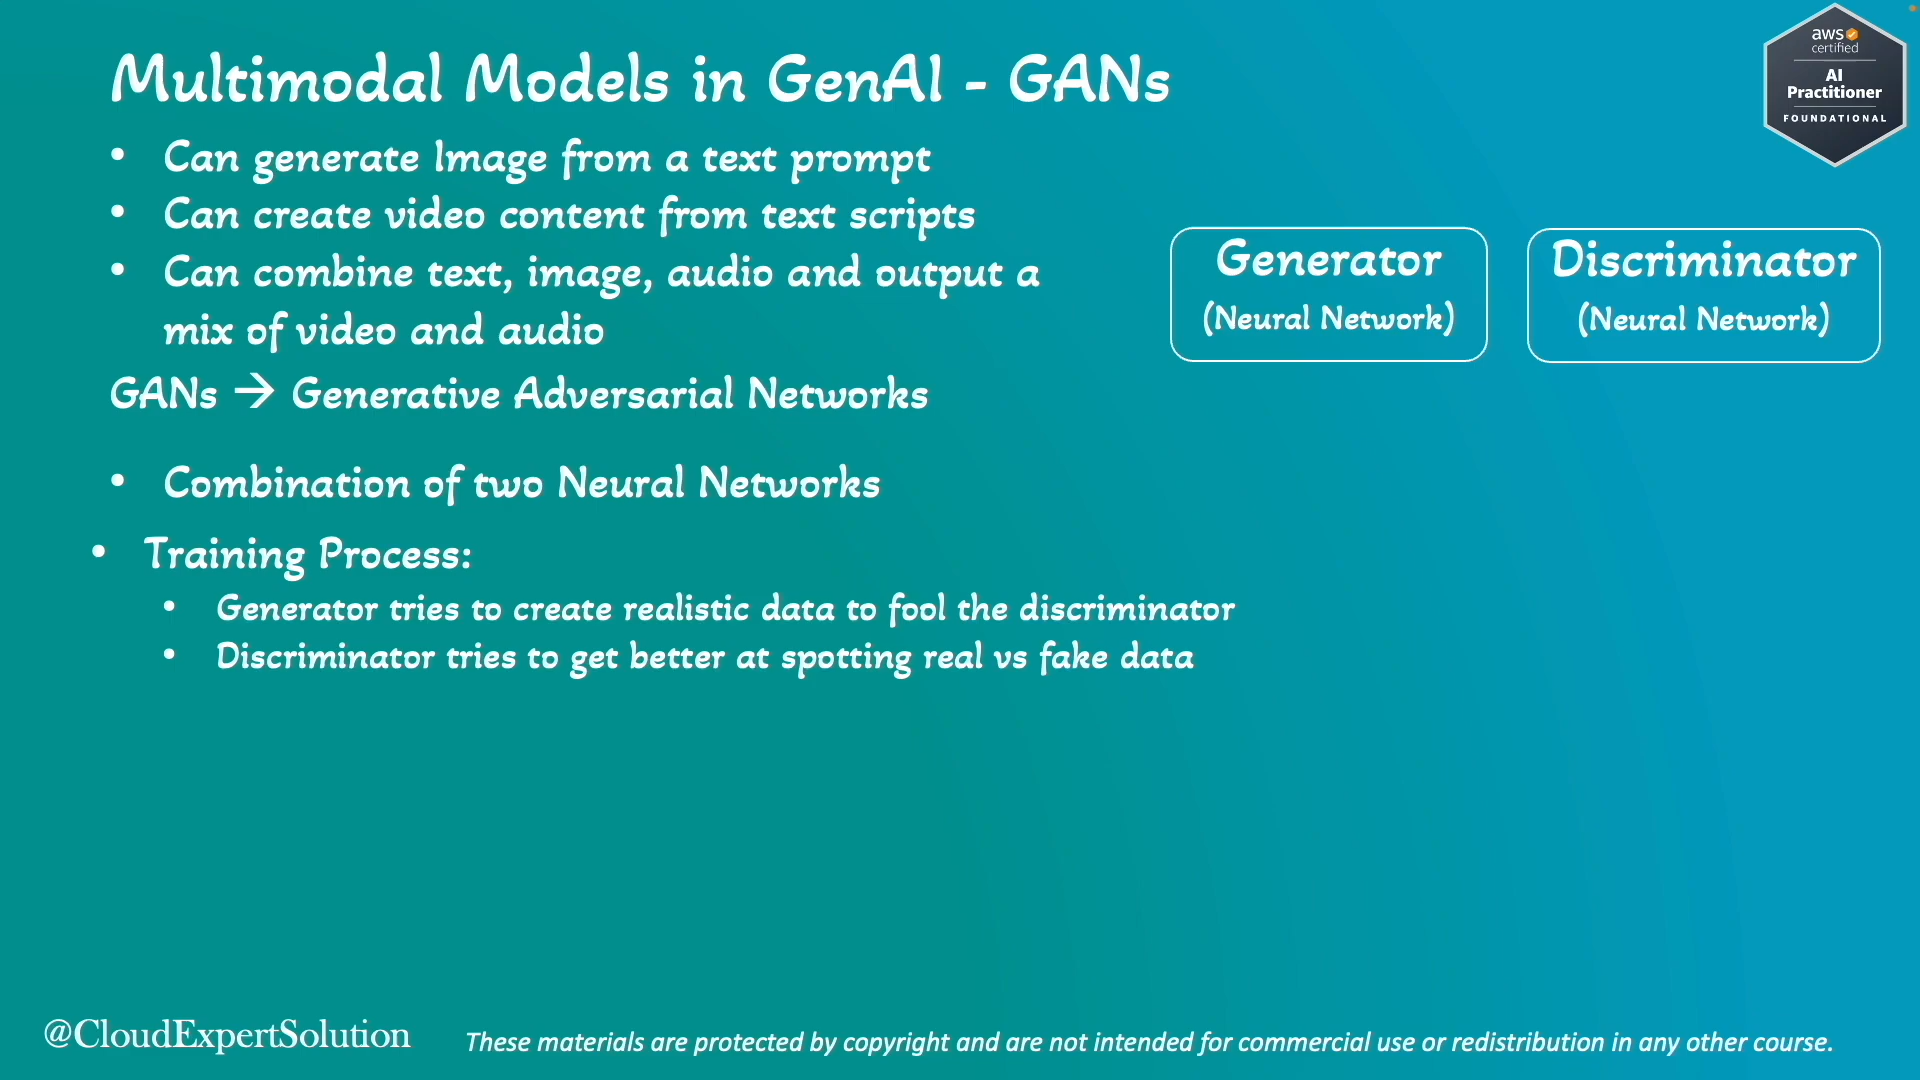 Multimodal Models in GenAI - GANs
aws
certified
AI
Practitioner
FOUNDATIONAL
• Can generate Image from a text prompt
• Can create video content from text scripts
• Can combine text, image, audio and output a
mix of video and audio
Generator
(Neural Network)
Discriminator
(Neural Network)
GANs → Generative Adversarial Networks
• Combination of two Neural Networks
• Training Process:
• Generator tries to create realistic data to fool the discriminator
• Discriminator tries to get better at spotting real vs fake data
@CloudExpertSolution
These materials are protected by copyright and are not intended for commercial use or redistribution in any other course.